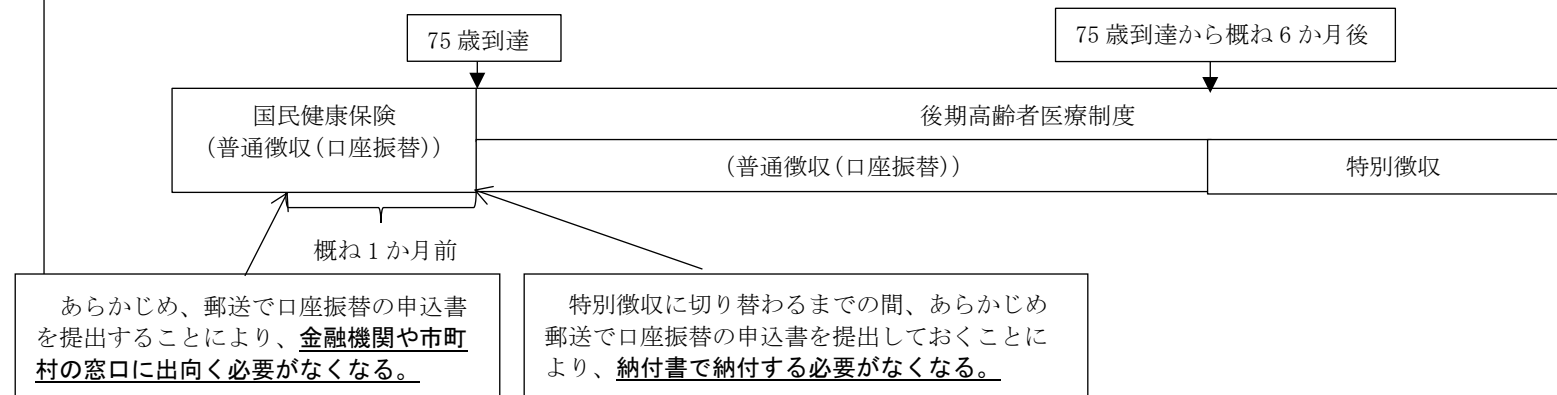 75歳到達
75歳到達から概ね6か月後
国民健康保険
(普通徴収(口座振替))
後期高齢者医療制度
(普通徴収(口座振替))
特別徴収
概ね1か月前
あらかじめ、郵送で口座振替の申込書
を提出することにより、金融機関や市町
村の窓口に出向く必要がなくなる。
特別徴収に切り替わるまでの間、あらかじめ
郵送で口座振替の申込書を提出しておくことに
より、納付書で納付する必要がなくなる。